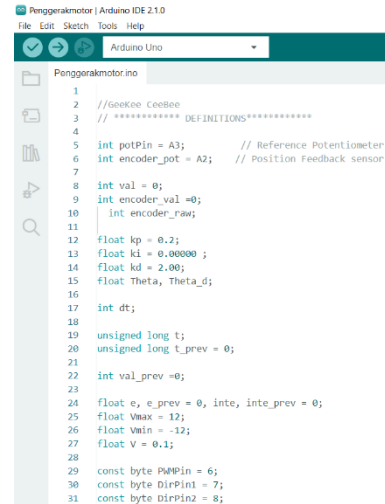 Penggerakmotor | Arduino IDE 2.1.0
File Edit Sketch Tools Help
Arduino Uno
Penggerakmotor.ino
1
2 //GeeKee CeeBee
3 // ************ DEFINITIONS************
4
5 int potPin = A3; // Reference Potentiometer
6 int encoder_pot = A2; // Position Feedback sensor
7
8 int val = 0;
9 int encoder_val =0;
10 int encoder_raw;
11
12 float kp = 0.2;
13 float ki = 0.00000 ;
14 float kd = 2.00;
15 float Theta, Theta_d;
16
17 int dt;
18
19 unsigned long t;
20 unsigned long t_prev = 0;
21
22 int val_prev =0;
23
24 float e, e_prev = 0, inte, inte_prev = 0;
25 float Vmax = 12;
26 float Vmin = -12;
27 float V = 0.1;
28
29 const byte PWMPin = 6;
30 const byte DirPin1 = 7;
31 const byte DirPin2 = 8;